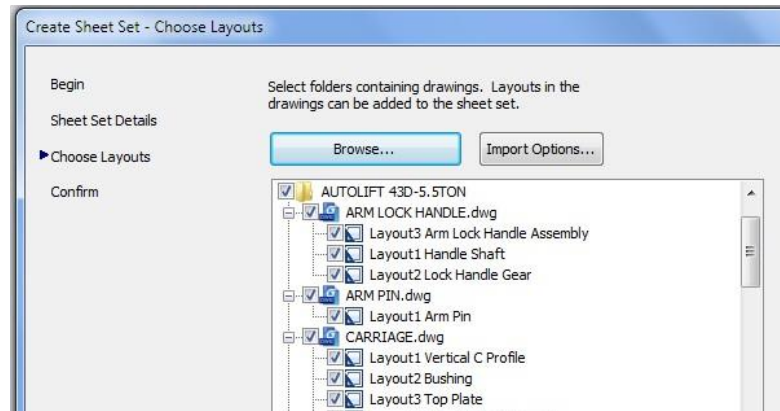 Create Sheet Set - Choose Layouts
Begin
Sheet Set Details
Choose Layouts
Confirm
Select folders containing drawings. Layouts in the
drawings can be added to the sheet set.
Browse...
Import Options...
AUTOLIFT 43D-5.5TON
ARM LOCK HANDLE.dwg
Layout3 Arm Lock Handle Assembly
Layout1 Handle Shaft
Layout2 Lock Handle Gear
ARM PIN.dwg
Layout1 Arm Pin
CARRIAGE.dwg
Layout1 Vertical C Profile
Layout2 Bushing
Layout3 Top Plate